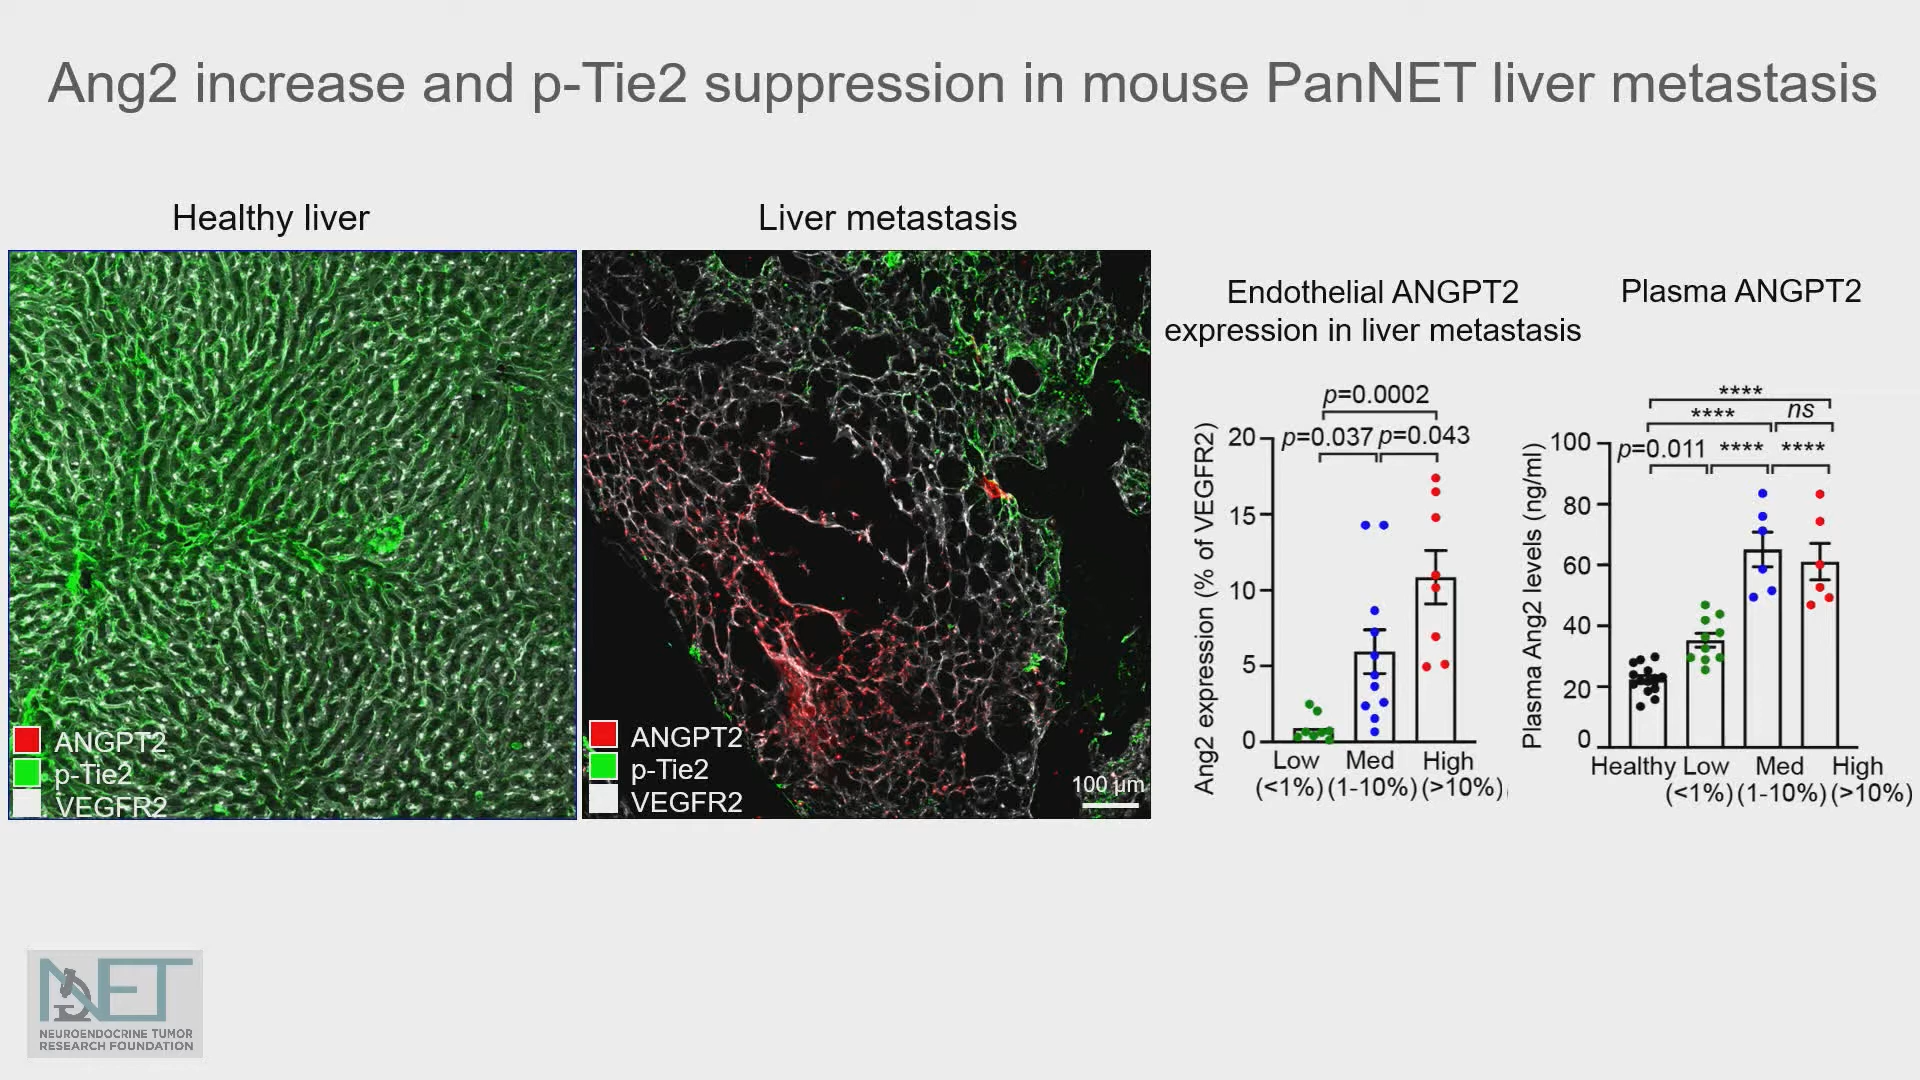 Ang2 increase and p-Tie2 suppression in mouse PanNET liver metastasis
Healthy liver
ANGPT2
p-Tie2
VEGFR2
Liver metastasis
ANGPT2
p-Tie2
VEGFR2
100 µm
Endothelial ANGPT2
expression in liver metastasis
p=0.0002
p=0.037 p=0.043
Ang2 expression (% of VEGFR2)
20
15
10
5
0
Low Med High
(<1%) (1-10%) (>10%)
Plasma ANGPT2
****
**** ns
p=0.011 **** ****
Plasma Ang2 levels (ng/ml)
100
80
60
40
20
0
Healthy Low Med High
(<1%) (1-10%) (>10%)
NET
NEUROENDOCRINE TUMOR
RESEARCH FOUNDATION